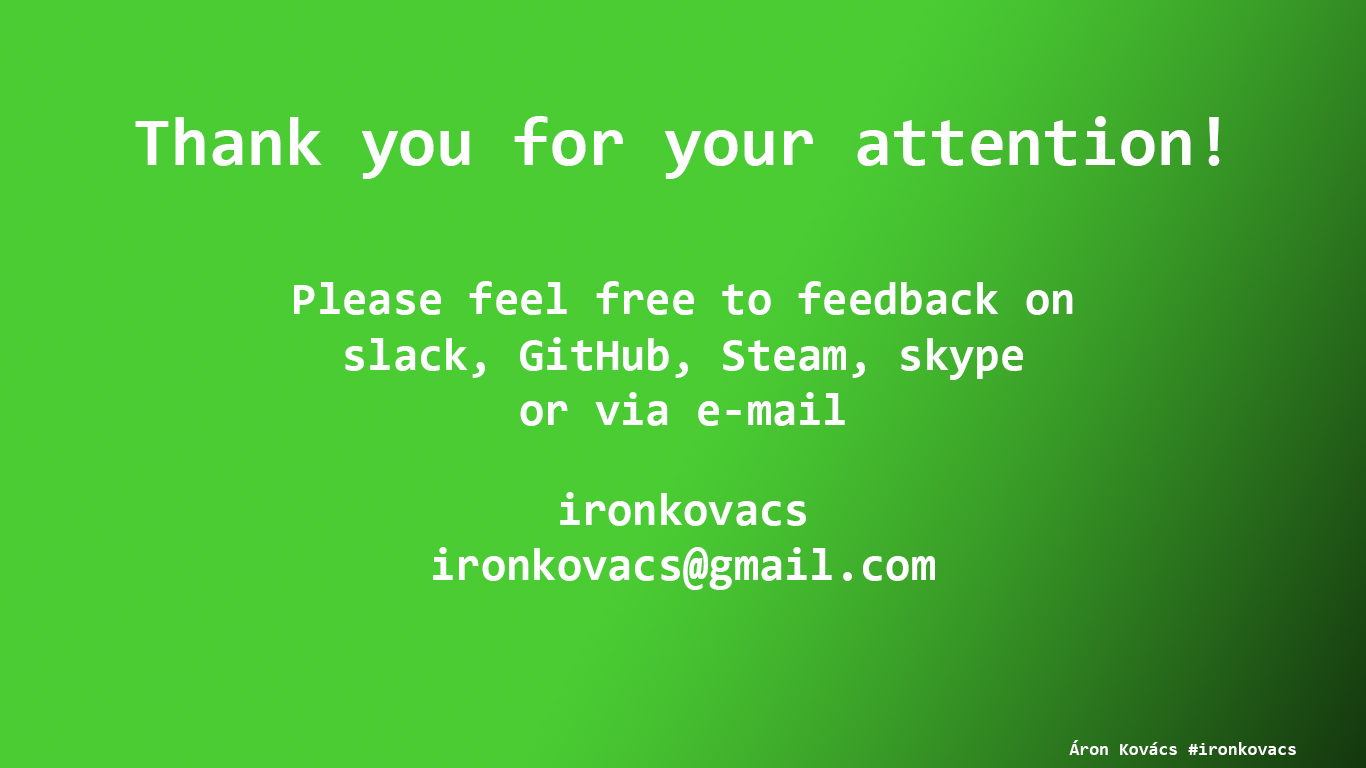 Thank you for your attention!
Please feel free to feedback on
slack, GitHub, Steam, skype
or via e-mail
ironkovacs
ironkovacs@gmail.com
Áron Kovács #ironkovacs